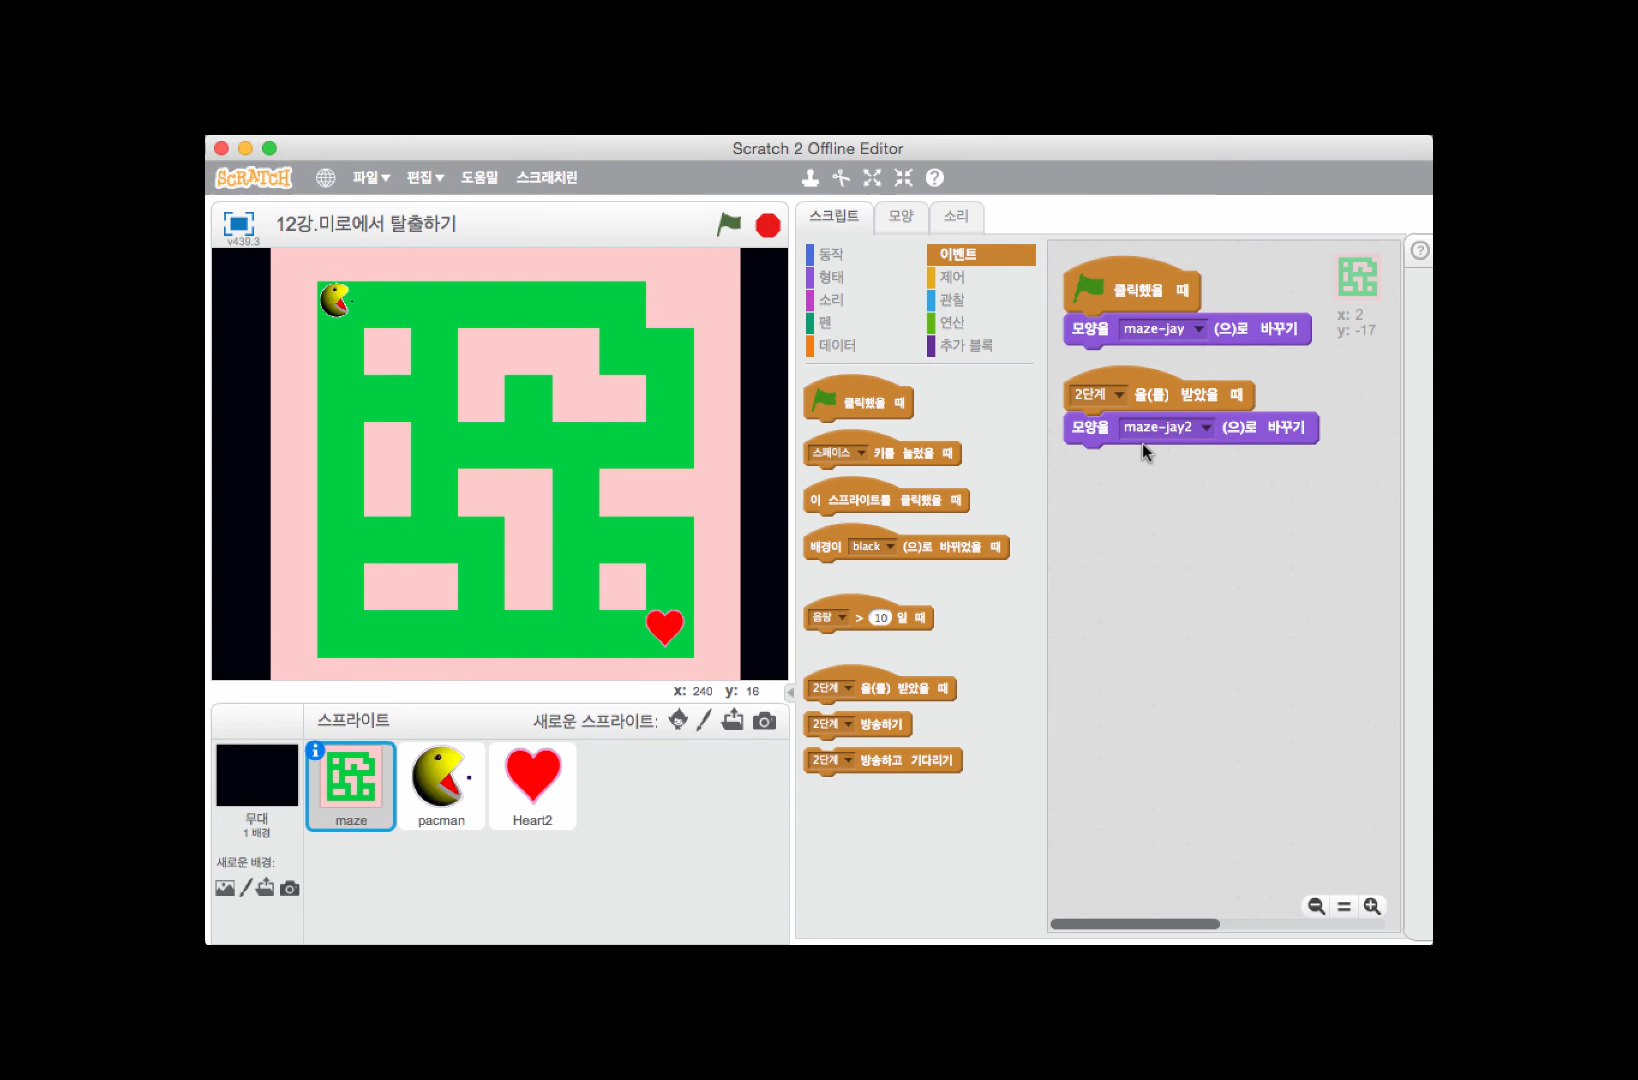 Scratch 2 Offline Editor
SCRATCH 파일 편집 도움말 스크래치란
v439.3
12강.미로에서 탈출하기
x: 240 y: 16
스프라이트 새로운 스프라이트:
무대
1 배경
새로운 배경:
maze
pacman
Heart2
스크립트 모양 소리
동작 이벤트
형태 제어
소리 관찰
펜 연산
데이터 추가 블록
클릭했을 때
스페이스 키를 눌렀을 때
이 스프라이트를 클릭했을 때
배경이 black (으)로 바뀌었을 때
음량 > 10 일 때
2단계 을(를) 받았을 때
2단계 방송하기
2단계 방송하고 기다리기
클릭했을 때
모양을 maze-jay (으)로 바꾸기
2단계 을(를) 받았을 때
모양을 maze-jay2 (으)로 바꾸기
x: 2
y: -17